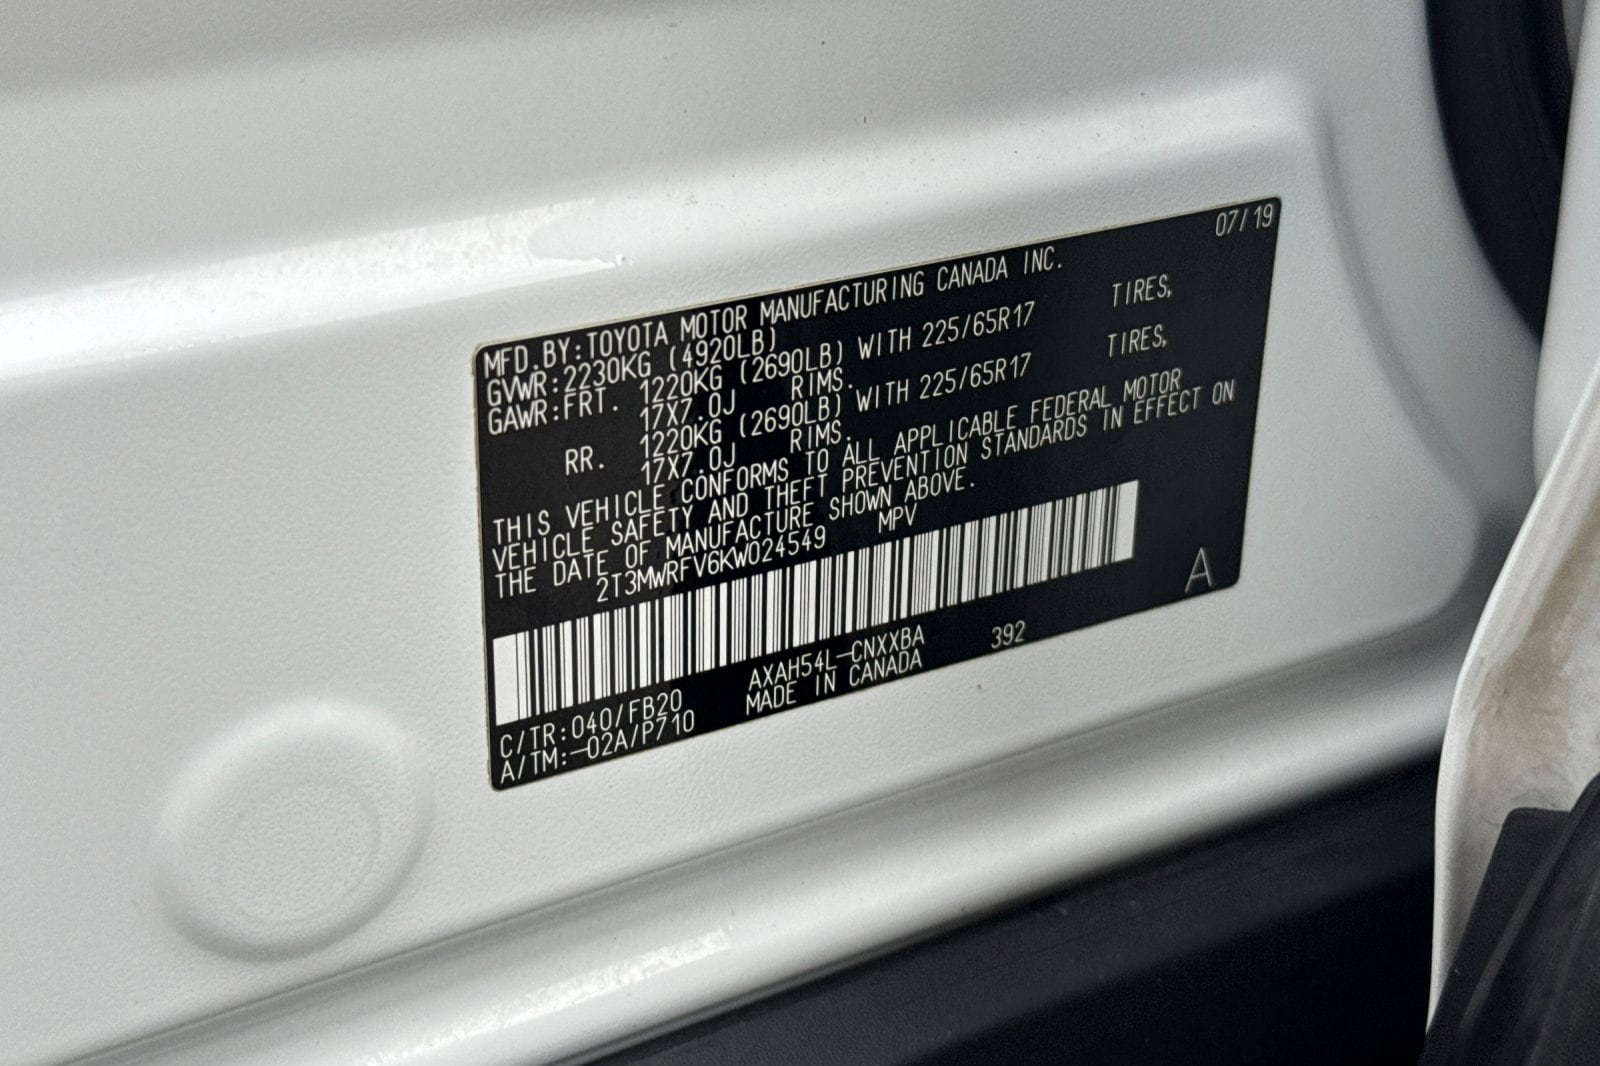 07/19
MFD.BY:TOYOTA MOTOR MANUFACTURING CANADA INC.
GVWR:2230KG (4920LB)
GAWR:FRT. 1220KG (2690LB) WITH 225/65R17 TIRES,
17X7.0J RIMS.
RR. 1220KG (2690LB) WITH 225/65R17 TIRES,
17X7.0J RIMS.
THIS VEHICLE CONFORMS TO ALL APPLICABLE FEDERAL MOTOR
VEHICLE SAFETY AND THEFT PREVENTION STANDARDS IN EFFECT ON
THE DATE OF MANUFACTURE SHOWN ABOVE.
2T3MWRFV6KW024549 MPV
A
C/TR:040/FB20 AXAH54L-CNXXBA 392
A/TM:-02A/P710 MADE IN CANADA